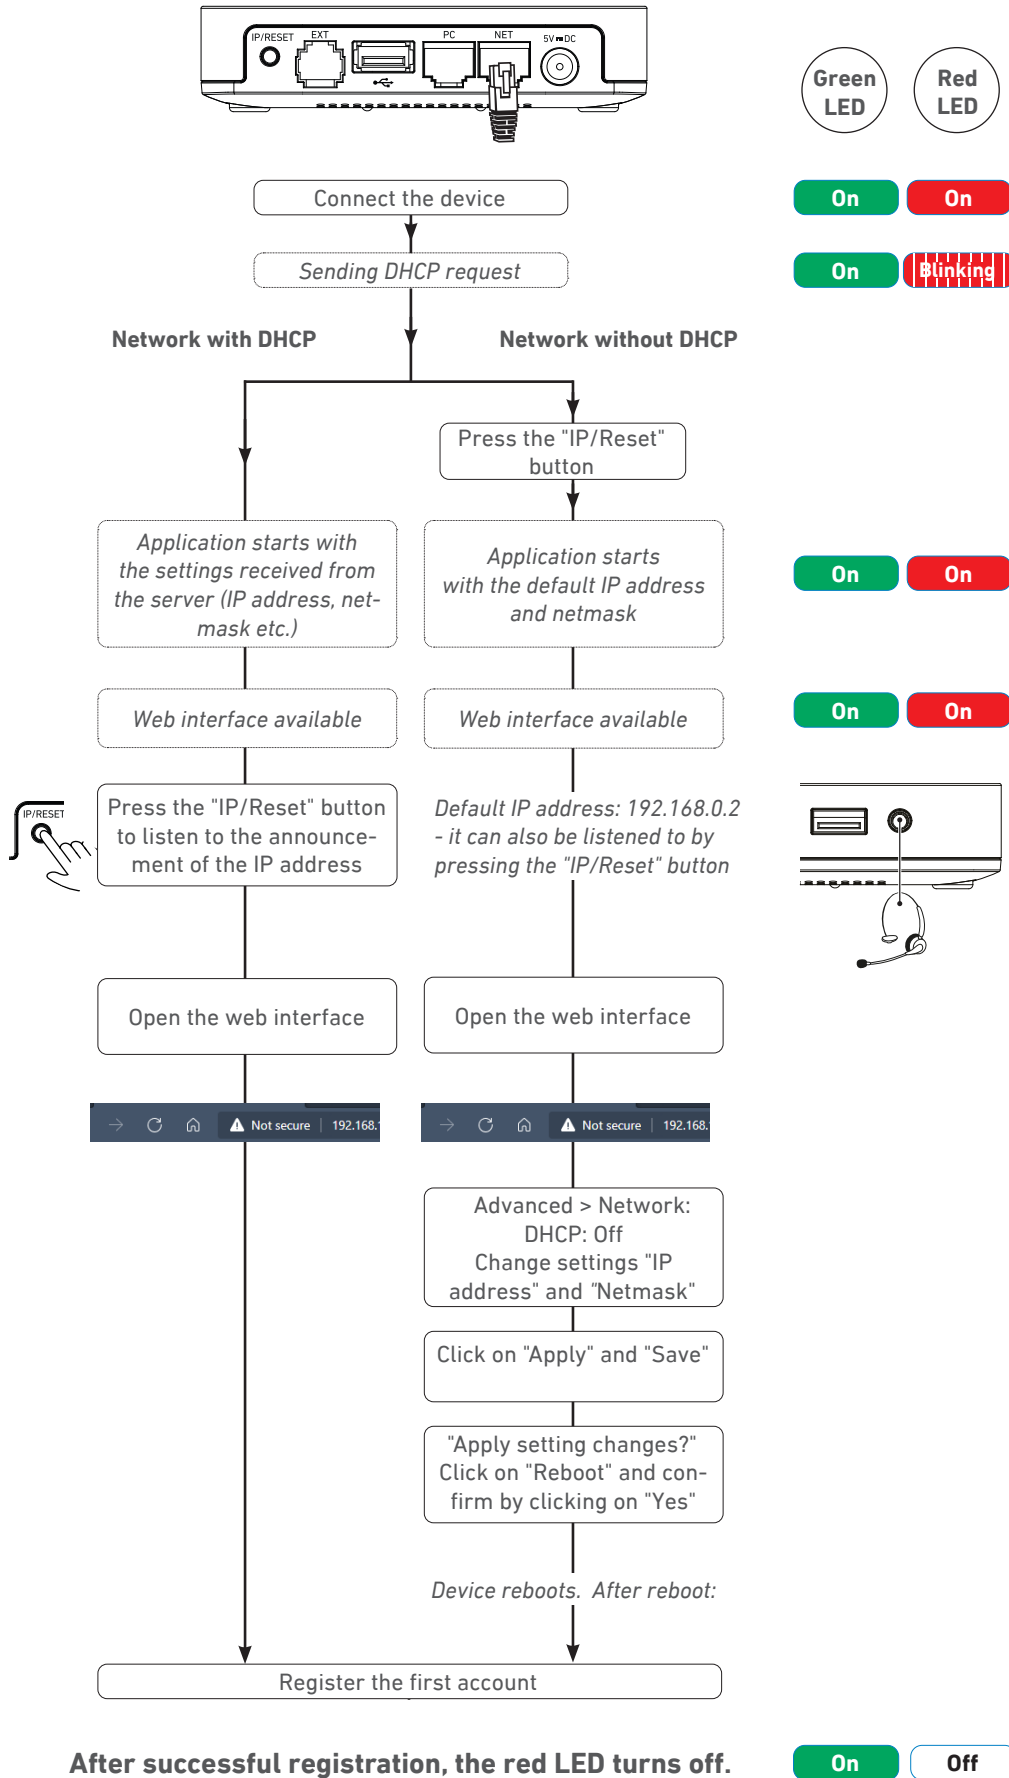 IP/RESET EXT PC NET 5V DC
Green
LED
Red
LED
Connect the device
On On
Sending DHCP request
On Blinking
Network with DHCP Network without DHCP
Press the "IP/Reset"
button
Application starts with
the settings received from
the server (IP address, net-
mask etc.)
Application starts
with the default IP address
and netmask
On On
Web interface available
Web interface available
On On
IP/RESET
Press the "IP/Reset" button
to listen to the announce-
ment of the IP address
Default IP address: 192.168.0.2
- it can also be listened to by
pressing the "IP/Reset" button
Open the web interface
Open the web interface
Not secure | 192.168.
Not secure | 192.168.
Advanced > Network:
DHCP: Off
Change settings "IP
address" and "Netmask"
Click on "Apply" and "Save"
"Apply setting changes?"
Click on "Reboot" and con-
firm by clicking on "Yes"
Device reboots. After reboot:
Register the first account
After successful registration, the red LED turns off.
On Off